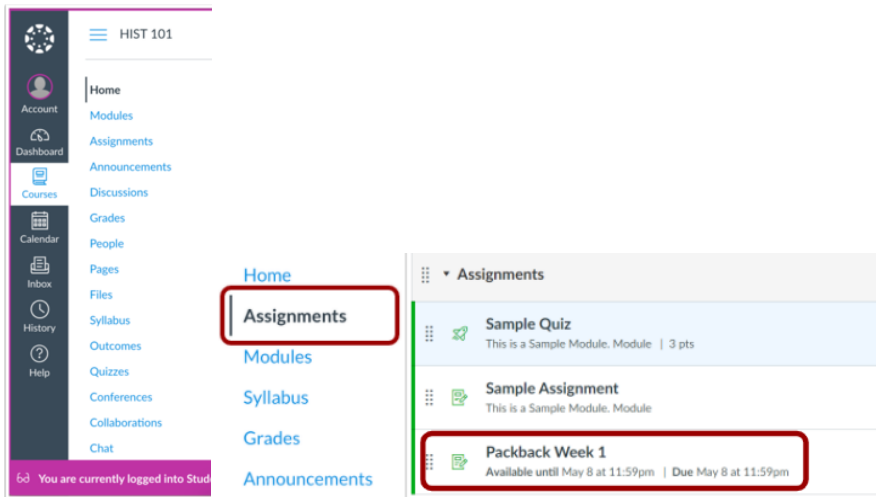 HIST 101
Account
Dashboard
Courses
Calendar
Inbox
History
Help
Home
Modules
Assignments
Announcements
Discussions
Grades
People
Pages
Files
Syllabus
Outcomes
Quizzes
Conferences
Collaborations
Chat
You are currently logged into Stud
Home
Assignments
Modules
Syllabus
Grades
Announcements
Assignments
Sample Quiz
This is a Sample Module. Module | 3 pts
Sample Assignment
This is a Sample Module. Module
Packback Week 1
Available until May 8 at 11:59pm | Due May 8 at 11:59pm